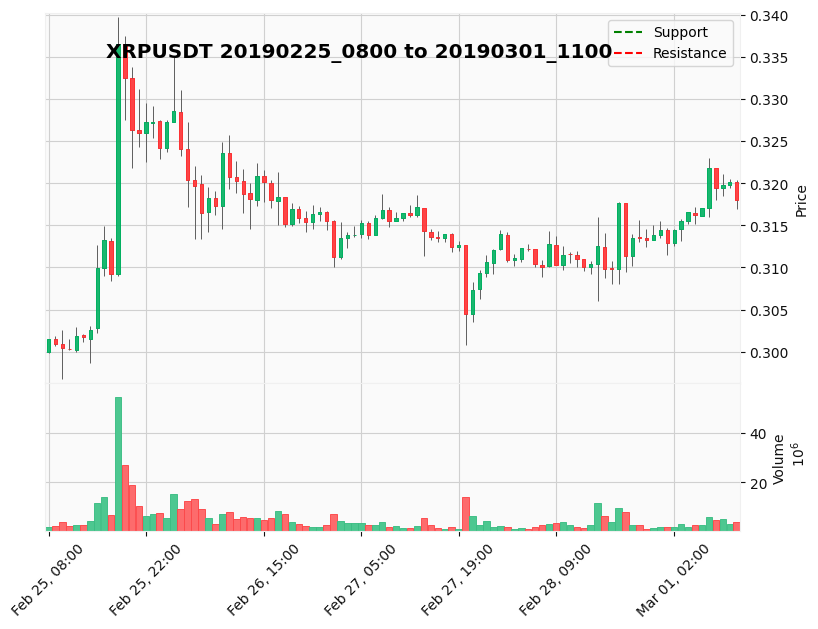 XRPUSDT 20190225_0800 to 20190301_1100
Support
Resistance
0.340
0.335
0.330
0.325
0.320
0.315
0.310
0.305
0.300
Price
40
20
Volume
10^6
Feb 25, 08:00
Feb 25, 22:00
Feb 26, 15:00
Feb 27, 05:00
Feb 27, 19:00
Feb 28, 09:00
Mar 01, 02:00